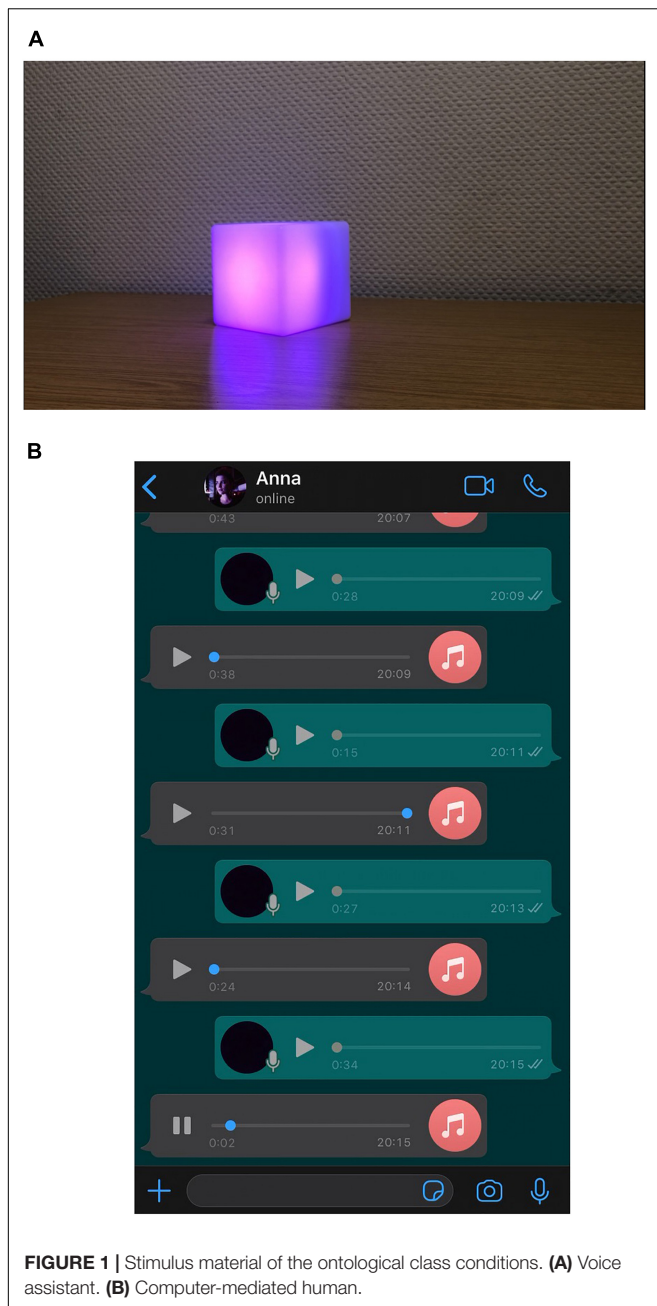 A
B
Anna
online
0:43 20:07
0:28 20:09
0:38 20:09
0:15 20:11
0:31 20:11
0:27 20:13
0:24 20:14
0:34 20:15
0:02 20:15
FIGURE 1 | Stimulus material of the ontological class conditions. (A) Voice
assistant. (B) Computer-mediated human.